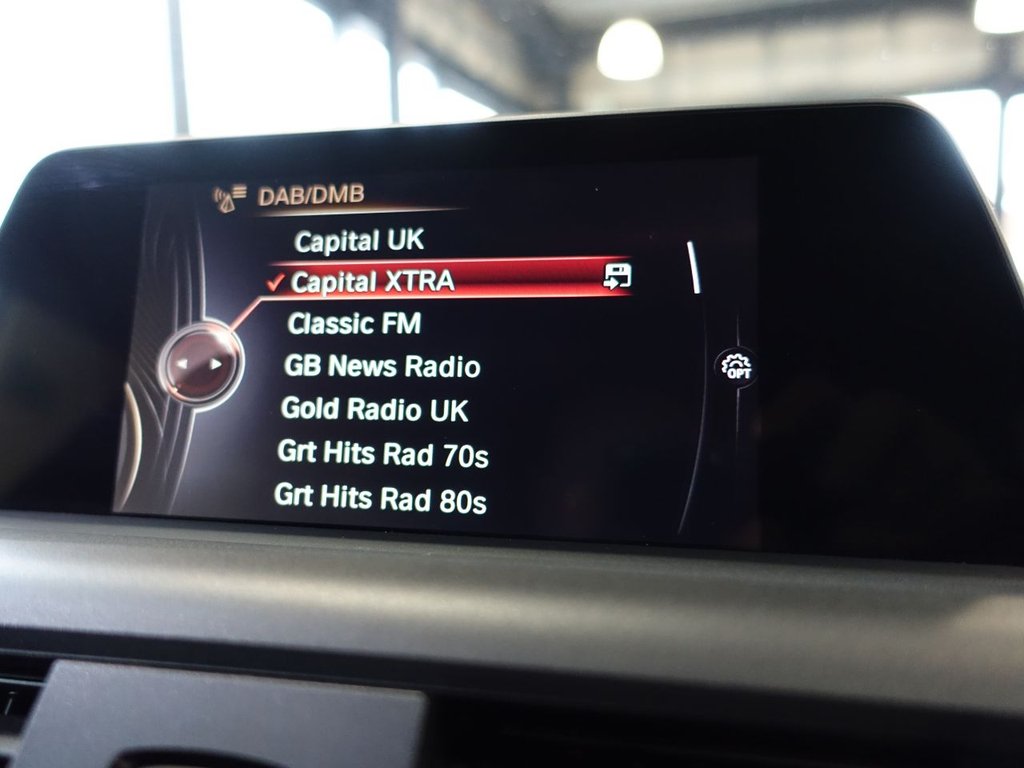 DAB/DMB
Capital UK
Capital XTRA
Classic FM
GB News Radio
OPT
Gold Radio UK
Grt Hits Rad 70s
Grt Hits Rad 80s